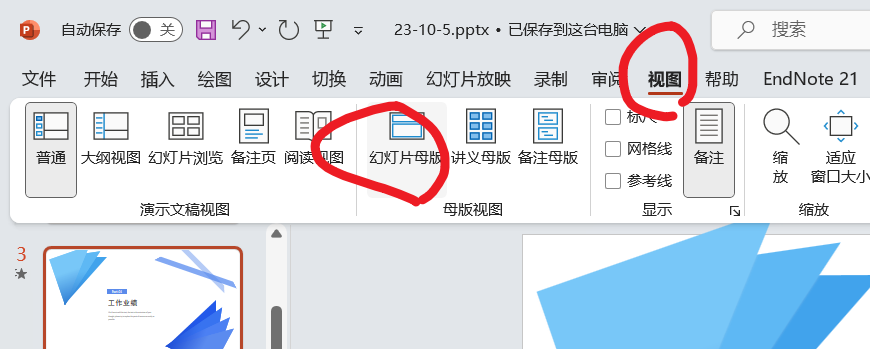 自动保存 关 23-10-5.pptx • 已保存到这台电脑 搜索
文件 开始 插入 绘图 设计 切换 动画 幻灯片放映 录制 审阅 视图 帮助 EndNote 21
普通 大纲视图 幻灯片浏览 备注页 阅读视图 幻灯片母版 讲义母版 备注母版
标尺
网格线
参考线
备注 缩放 适应窗口大小
演示文稿视图 母版视图 显示 缩放
3
工作业绩